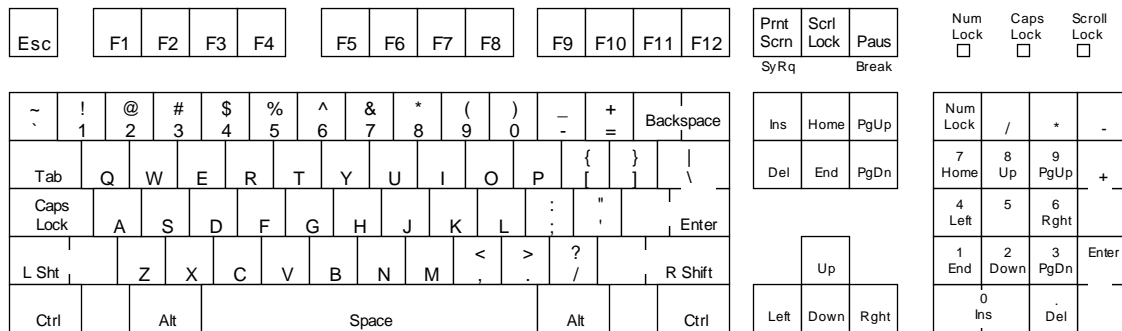 Esc F1 F2 F3 F4 F5 F6 F7 F8 F9 F10 F11 F12
Prnt Scrl
Scrn Lock Paus
SyRq Break
Num Caps Scroll
Lock Lock Lock
~ ! @ # $ % ^ & * ( ) _ + Backspace
` 1 2 3 4 5 6 7 8 9 0 - =
Tab Q W E R T Y U I O P { } |
[ ] \
Caps
Lock A S D F G H J K L : " Enter
; '
L Sht Z X C V B N M < > ? R Shift
, . /
Ctrl Alt Space Alt Ctrl
Ins Home PgUp
Del End PgDn
Up
Left Down Rght
Num
Lock / * -
7 8 9
Home Up PgUp +
4 5 6
Left Rght
1 2 3 Enter
End Down PgDn
0 .
Ins Del